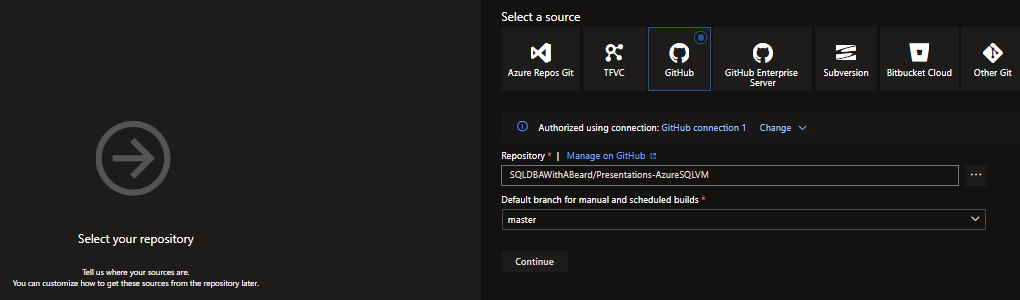 Select a source
Azure Repos Git
TFVC
GitHub
GitHub Enterprise
Server
Subversion
Bitbucket Cloud
Other Git
Authorized using connection: GitHub connection 1 Change
Repository * | Manage on GitHub
SQLDBAWithABeard/Presentations-AzureSQLVM
...
Default branch for manual and scheduled builds *
master
Continue
Select your repository
Tell us where your sources are.
You can customize how to get these sources from the repository later.